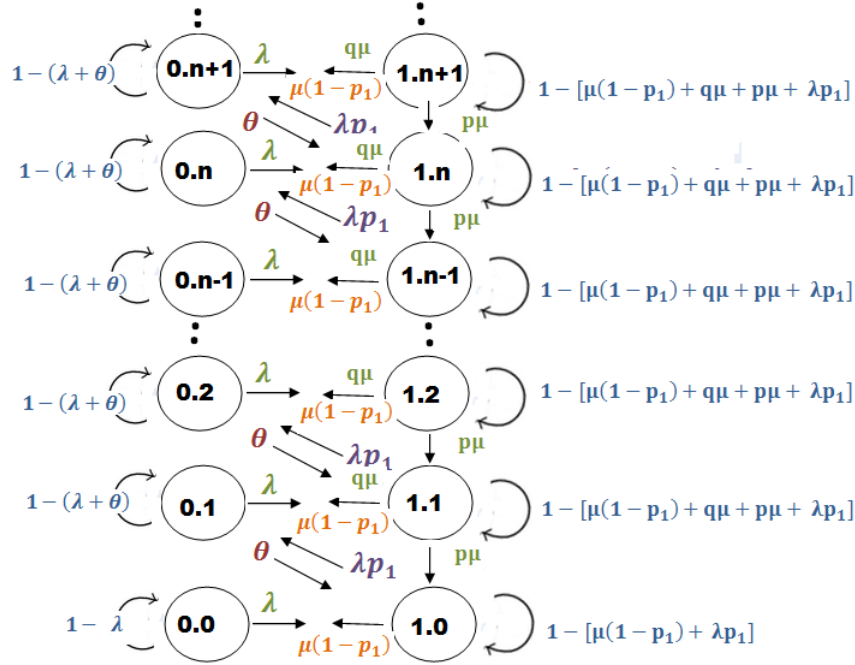 λ qμ
1 − (λ + θ) 0.n+1 μ(1 − p₁) 1.n+1 1 − [μ(1 − p₁) + qμ + pμ + λp₁]
θ λp₁ pμ
λ qμ
1 − (λ + θ) 0.n μ(1 − p₁) 1.n 1 − [μ(1 − p₁) + qμ + pμ + λp₁]
θ λp₁ pμ
λ qμ
1 − (λ + θ) 0.n-1 μ(1 − p₁) 1.n-1 1 − [μ(1 − p₁) + qμ + pμ + λp₁]
λ qμ
1 − (λ + θ) 0.2 μ(1 − p₁) 1.2 1 − [μ(1 − p₁) + qμ + pμ + λp₁]
θ λp₁ pμ
λ qμ
1 − (λ + θ) 0.1 μ(1 − p₁) 1.1 1 − [μ(1 − p₁) + qμ + pμ + λp₁]
θ λp₁ pμ
λ
1 − λ 0.0 μ(1 − p₁) 1.0 1 − [μ(1 − p₁) + λp₁]